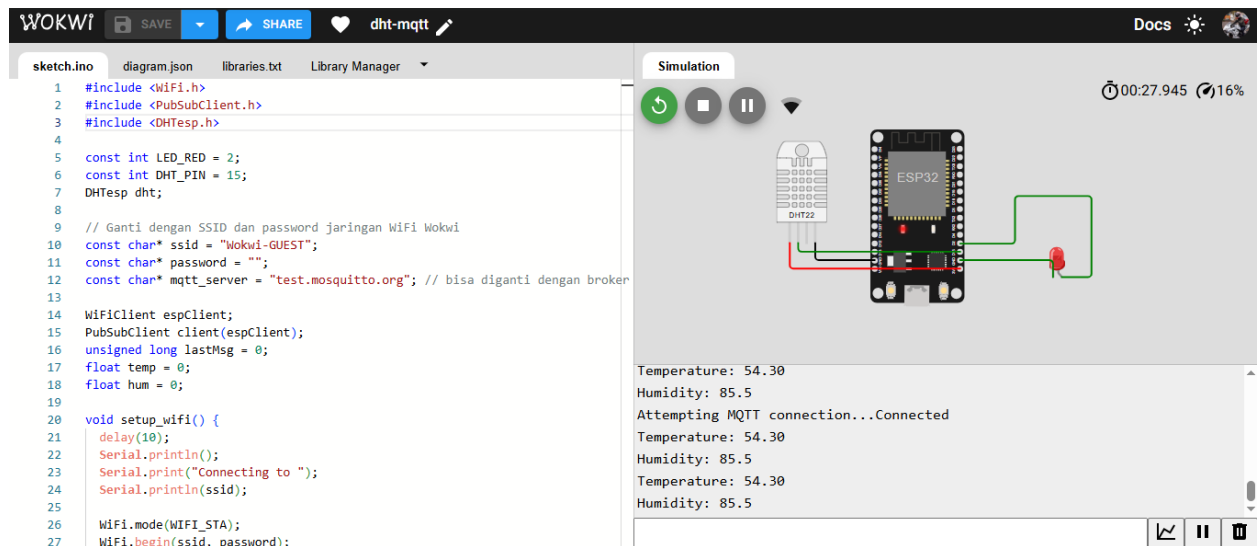 WOKWI SAVE SHARE dht-mqtt Docs
sketch.ino diagram.json libraries.txt Library Manager
1 #include <WiFi.h>
2 #include <PubSubClient.h>
3 #include <DHTesp.h>
4
5 const int LED_RED = 2;
6 const int DHT_PIN = 15;
7 DHTesp dht;
8
9 // Ganti dengan SSID dan password jaringan WiFi Wokwi
10 const char* ssid = "Wokwi-GUEST";
11 const char* password = "";
12 const char* mqtt_server = "test.mosquitto.org"; // bisa diganti dengan broker
13
14 WiFiClient espClient;
15 PubSubClient client(espClient);
16 unsigned long lastMsg = 0;
17 float temp = 0;
18 float hum = 0;
19
20 void setup_wifi() {
21 delay(10);
22 Serial.println();
23 Serial.print("Connecting to ");
24 Serial.println(ssid);
25
26 WiFi.mode(WIFI_STA);
27 WiFi.begin(ssid, password);
Simulation
00:27.945 16%
ESP32
DHT22
Temperature: 54.30
Humidity: 85.5
Attempting MQTT connection...Connected
Temperature: 54.30
Humidity: 85.5
Temperature: 54.30
Humidity: 85.5